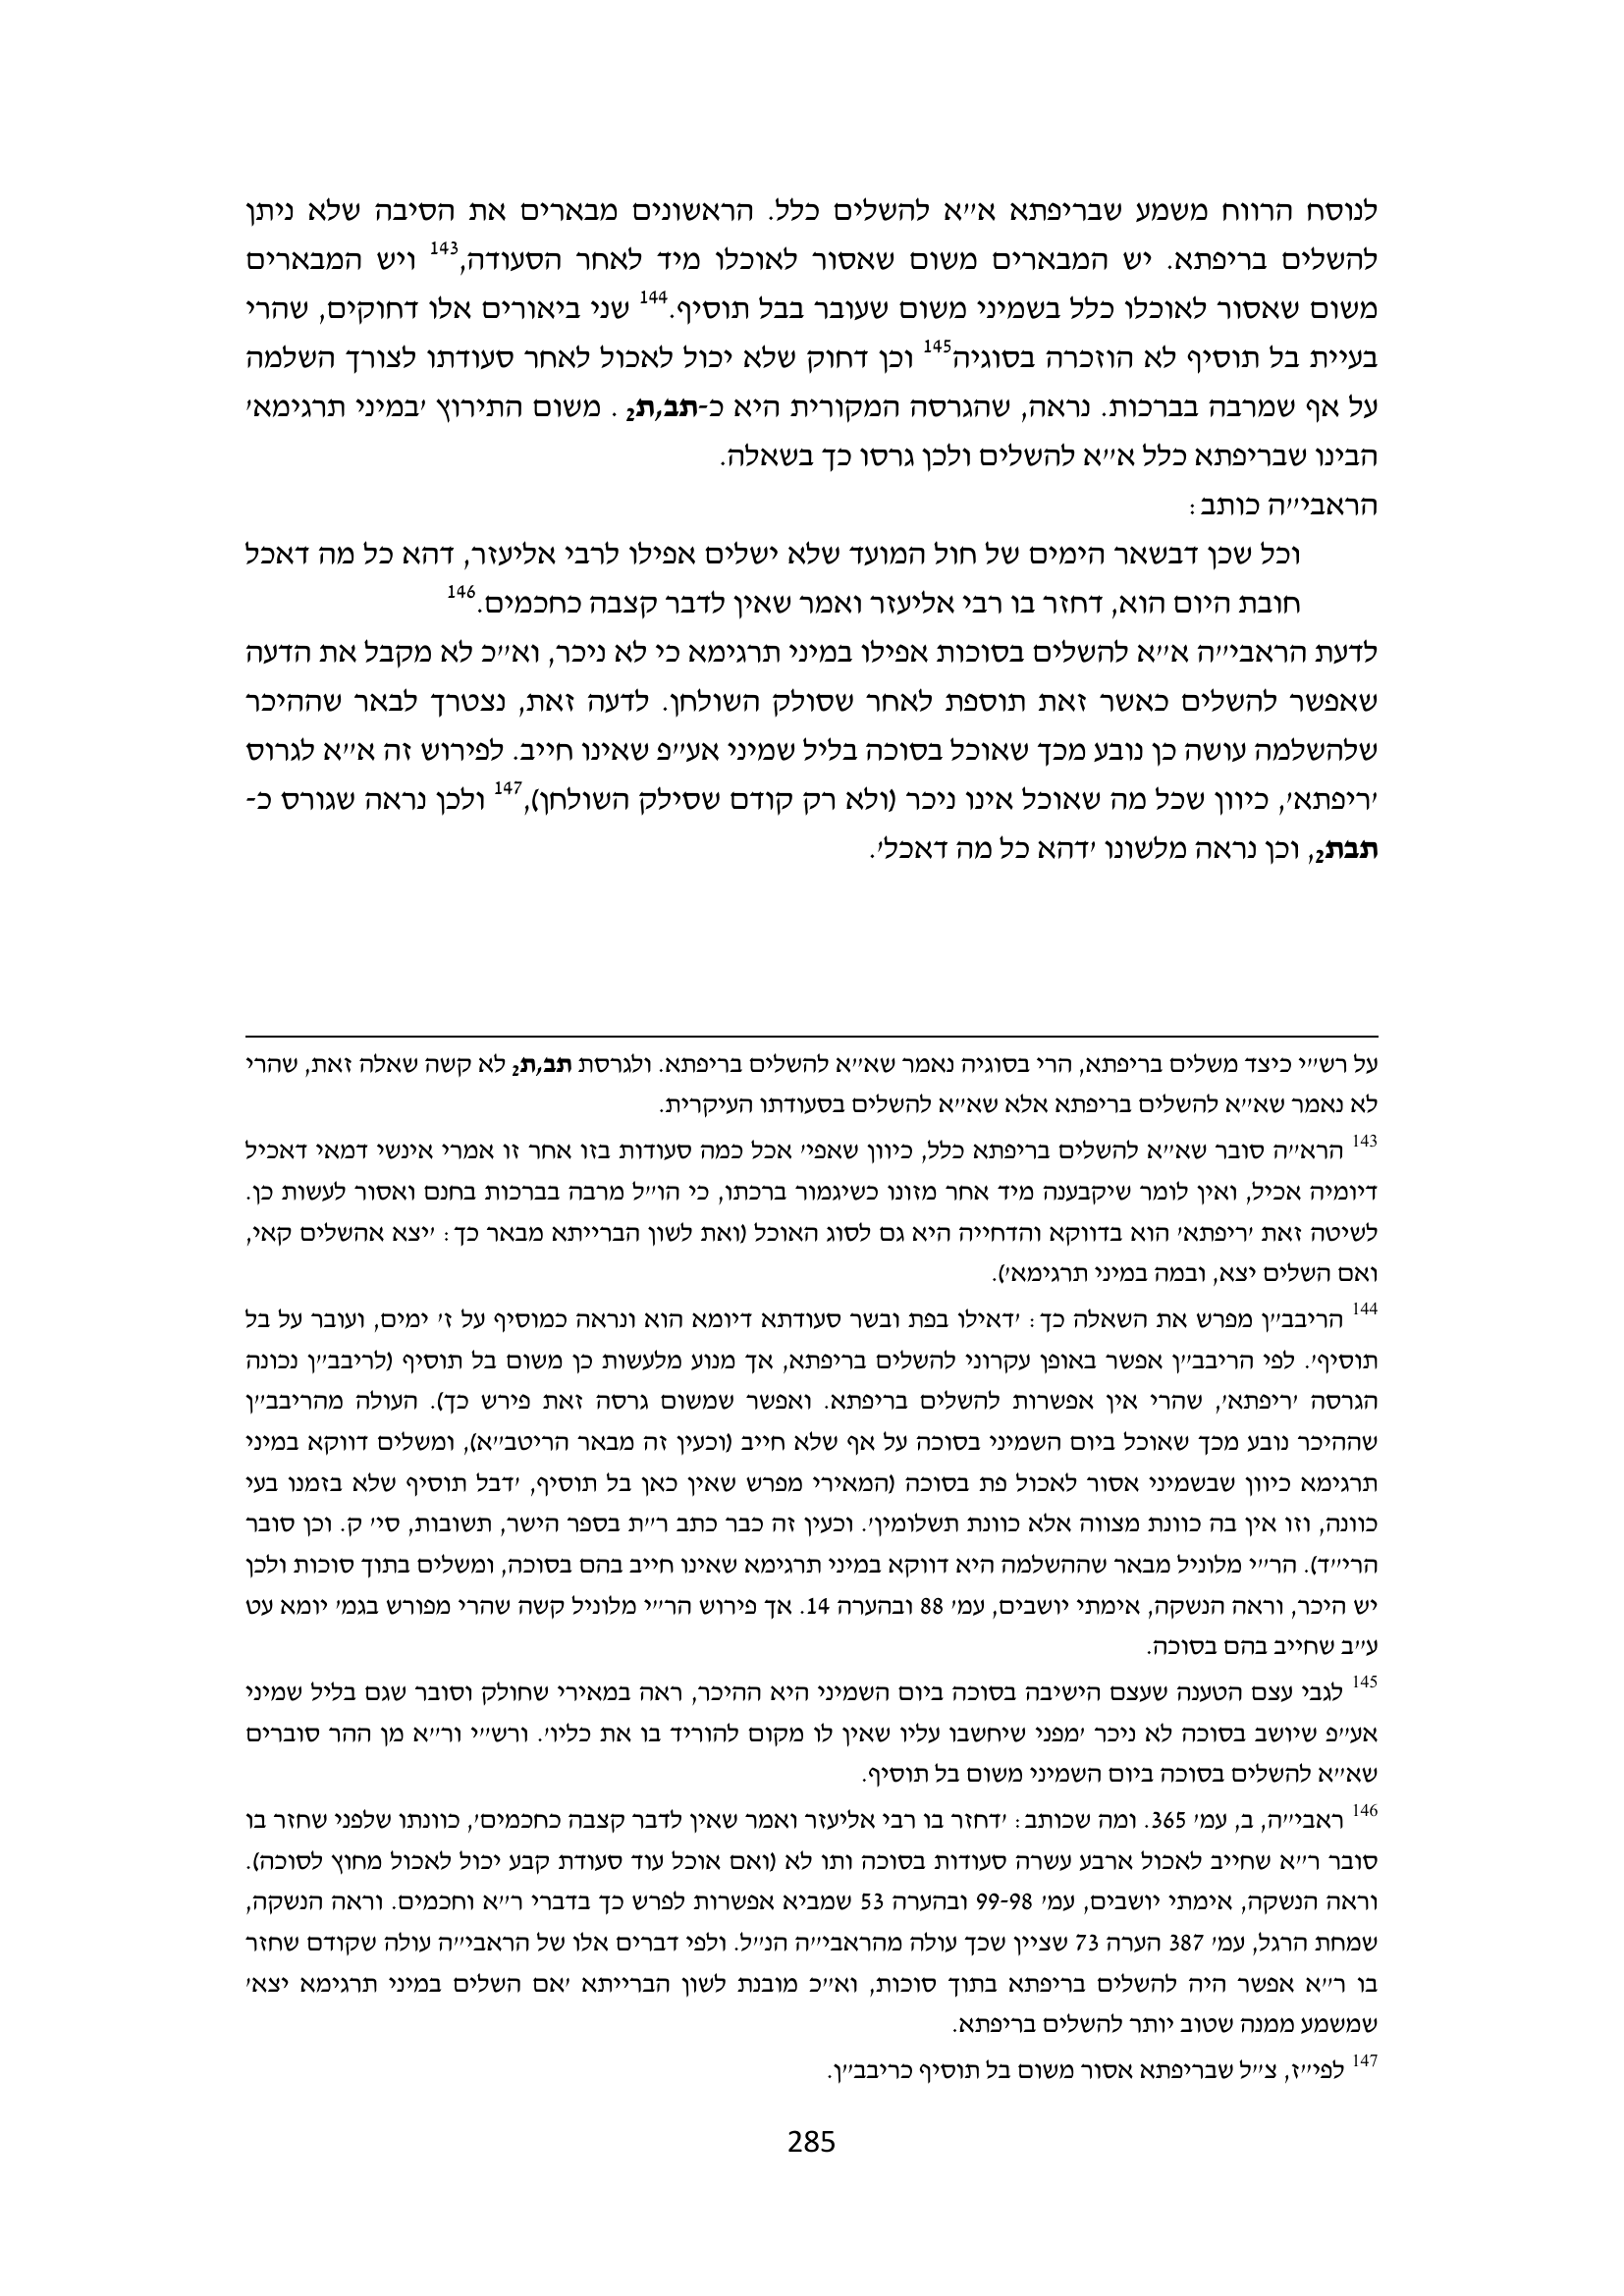 לנוסח הרווח משמע שבריפתא א״א להשלים כלל. הראשונים מבארים את הסיבה שלא ניתן
להשלים בריפתא. יש המבארים משום שאסור לאוכלו מיד לאחר הסעודה,143 ויש המבארים
משום שאסור לאוכלו כלל בשמיני משום שעובר בבל תוסיף.144 שני ביאורים אלו דחוקים, שהרי
בעיית בל תוסיף לא הוזכרה בסוגיה145 וכן דחוק שלא יכול לאכול לאחר סעודתו לצורך השלמה
על אף שמרבה בברכות. נראה, שהגרסה המקורית היא כ-תב,ת2 . משום התירוץ ׳במיני תרגימא׳
הבינו שבריפתא כלל א״א להשלים ולכן גרסו כך בשאלה.
הראבי״ה כותב:
וכל שכן דבשאר הימים של חול המועד שלא ישלים אפילו לרבי אליעזר, דהא כל מה דאכל
חובת היום הוא, דחזר בו רבי אליעזר ואמר שאין לדבר קצבה כחכמים.146
לדעת הראבי״ה א״א להשלים בסוכות אפילו במיני תרגימא כי לא ניכר, וא״כ לא מקבל את הדעה
שאפשר להשלים כאשר זאת תוספת לאחר שסולק השולחן. לדעה זאת, נצטרך לבאר שההיכר
שלהשלמה עושה כן נובע מכך שאוכל בסוכה בליל שמיני אע״פ שאינו חייב. לפירוש זה א״א לגרוס
׳ריפתא׳, כיוון שכל מה שאוכל אינו ניכר (ולא רק קודם שסילק השולחן),147 ולכן נראה שגורס כ-
תבת2, וכן נראה מלשונו ׳דהא כל מה דאכל׳.
על רש״י כיצד משלים בריפתא, הרי בסוגיה נאמר שא״א להשלים בריפתא. ולגרסת תב,ת2 לא קשה שאלה זאת, שהרי
לא נאמר שא״א להשלים בריפתא אלא שא״א להשלים בסעודתו העיקרית.
143 הרא״ה סובר שא״א להשלים בריפתא כלל, כיוון שאפי׳ אכל כמה סעודות בזו אחר זו אמרי אינשי דמאי דאכיל
דיומיה אכיל, ואין לומר שיקבענה מיד אחר מזונו כשיגמור ברכתו, כי הו״ל מרבה בברכות בחנם ואסור לעשות כן.
לשיטה זאת ׳ריפתא׳ הוא בדווקא והדחייה היא גם לסוג האוכל (ואת לשון הברייתא מבאר כך: ׳יצא אהשלים קאי,
ואם השלים יצא, ובמה במיני תרגימא׳).
144 הריבב״ן מפרש את השאלה כך: ׳דאילו בפת ובשר סעודתא דיומא הוא ונראה כמוסיף על ז׳ ימים, ועובר על בל
תוסיף׳. לפי הריבב״ן אפשר באופן עקרוני להשלים בריפתא, אך מנוע מלעשות כן משום בל תוסיף (לריבב״ן נכונה
הגרסה ׳ריפתא׳, שהרי אין אפשרות להשלים בריפתא. ואפשר שמשום גרסה זאת פירש כך). העולה מהריבב״ן
שההיכר נובע מכך שאוכל ביום השמיני בסוכה על אף שלא חייב (וכעין זה מבאר הריטב״א), ומשלים דווקא במיני
תרגימא כיוון שבשמיני אסור לאכול פת בסוכה (המאירי מפרש שאין כאן בל תוסיף, ׳דבל תוסיף שלא בזמנו בעי
כוונה, וזו אין בה כוונת מצווה אלא כוונת תשלומין׳. וכעין זה כבר כתב ר״ת בספר הישר, תשובות, סי׳ ק. וכן סובר
הרי״ד). הר״י מלוניל מבאר שההשלמה היא דווקא במיני תרגימא שאינו חייב בהם בסוכה, ומשלים בתוך סוכות ולכן
יש היכר, וראה הנשקה, אימתי יושבים, עמ׳ 88 ובהערה 14. אך פירוש הר״י מלוניל קשה שהרי מפורש בגמ׳ יומא עט
ע״ב שחייב בהם בסוכה.
145 לגבי עצם הטענה שעצם הישיבה בסוכה ביום השמיני היא ההיכר, ראה במאירי שחולק וסובר שגם בליל שמיני
אע״פ שיושב בסוכה לא ניכר ׳מפני שיחשבו עליו שאין לו מקום להוריד בו את כליו׳. ורש״י ור״א מן ההר סוברים
שא״א להשלים בסוכה ביום השמיני משום בל תוסיף.
146 ראבי״ה, ב, עמ׳ 365. ומה שכותב: ׳דחזר בו רבי אליעזר ואמר שאין לדבר קצבה כחכמים׳, כוונתו שלפני שחזר בו
סובר ר״א שחייב לאכול ארבע עשרה סעודות בסוכה ותו לא (ואם אוכל עוד סעודת קבע יכול לאכול מחוץ לסוכה).
וראה הנשקה, אימתי יושבים, עמ׳ 99-98 ובהערה 53 שמביא אפשרות לפרש כך בדברי ר״א וחכמים. וראה הנשקה,
שמחת הרגל, עמ׳ 387 הערה 73 שציין שכך עולה מהראבי״ה הנ״ל. ולפי דברים אלו של הראבי״ה עולה שקודם שחזר
בו ר״א אפשר היה להשלים בריפתא בתוך סוכות, וא״כ מובנת לשון הברייתא ׳אם השלים במיני תרגימא יצא׳
שמשמע ממנה שטוב יותר להשלים בריפתא.
147 לפי״ז, צ״ל שבריפתא אסור משום בל תוסיף כריבב״ן.
285